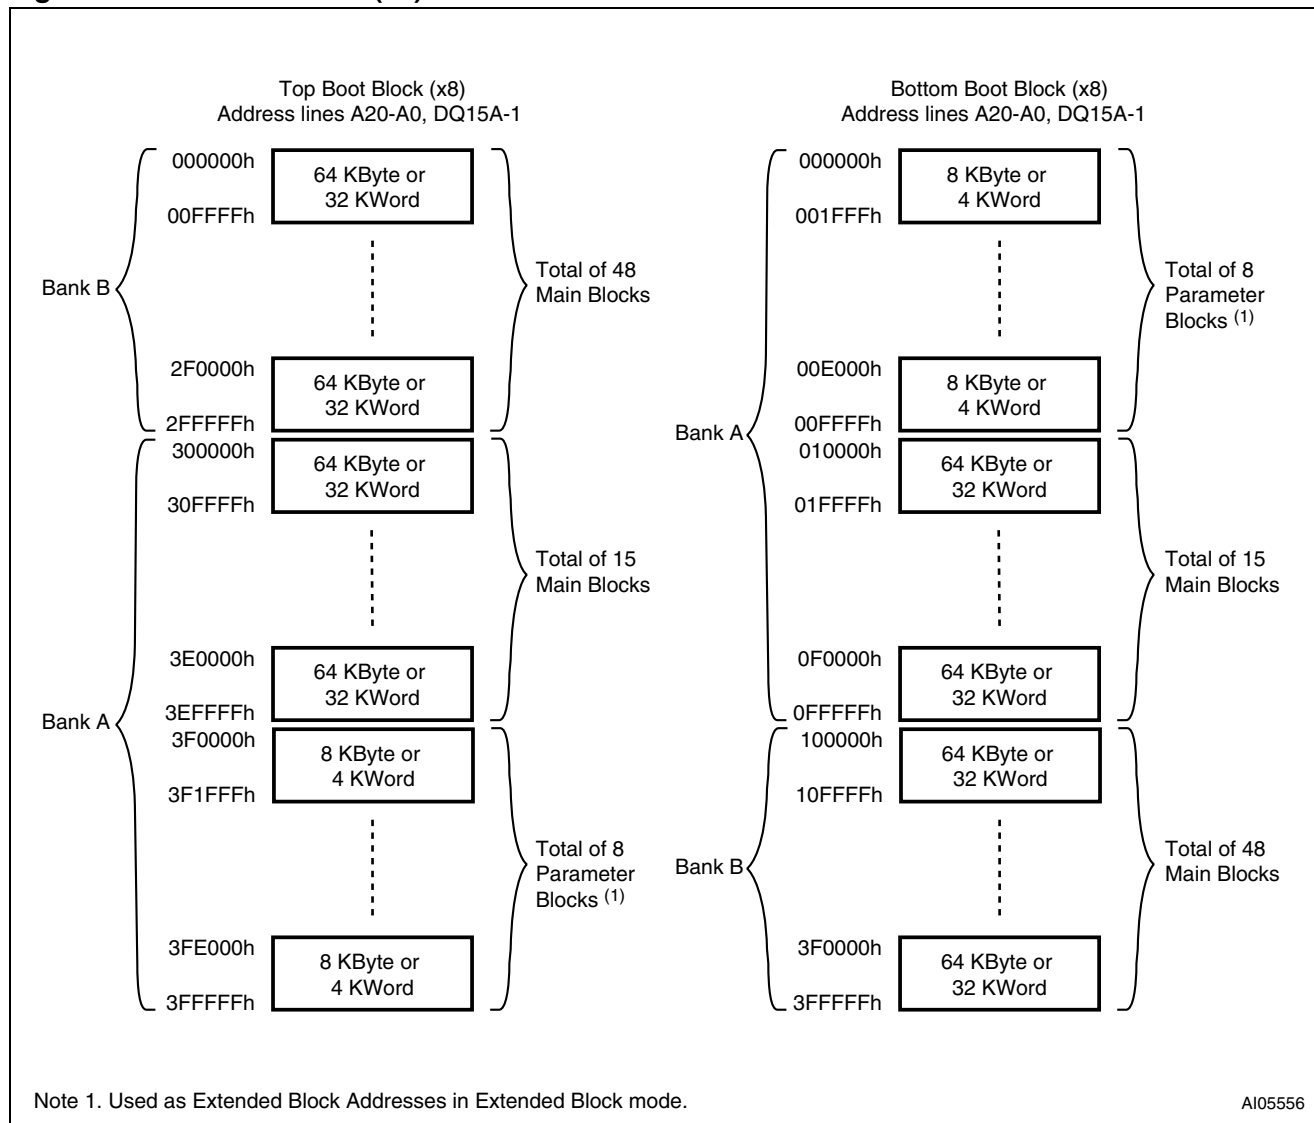 Top Boot Block (x8)
Address lines A20-A0, DQ15A-1
Bank B
000000h
64 KByte or
32 KWord
00FFFFh
Total of 48
Main Blocks
2F0000h
64 KByte or
32 KWord
2FFFFFh
Bank A
300000h
64 KByte or
32 KWord
30FFFFh
Total of 15
Main Blocks
3E0000h
64 KByte or
32 KWord
3EFFFFh
3F0000h
8 KByte or
4 KWord
3F1FFFh
Total of 8
Parameter
Blocks (1)
3FE000h
8 KByte or
4 KWord
3FFFFFh
Bottom Boot Block (x8)
Address lines A20-A0, DQ15A-1
Bank A
000000h
8 KByte or
4 KWord
001FFFh
Total of 8
Parameter
Blocks (1)
00E000h
8 KByte or
4 KWord
00FFFFh
010000h
64 KByte or
32 KWord
01FFFFh
Total of 15
Main Blocks
0F0000h
64 KByte or
32 KWord
0FFFFFh
Bank B
100000h
64 KByte or
32 KWord
10FFFFh
Total of 48
Main Blocks
3F0000h
64 KByte or
32 KWord
3FFFFFh
Note 1. Used as Extended Block Addresses in Extended Block mode.
AI05556